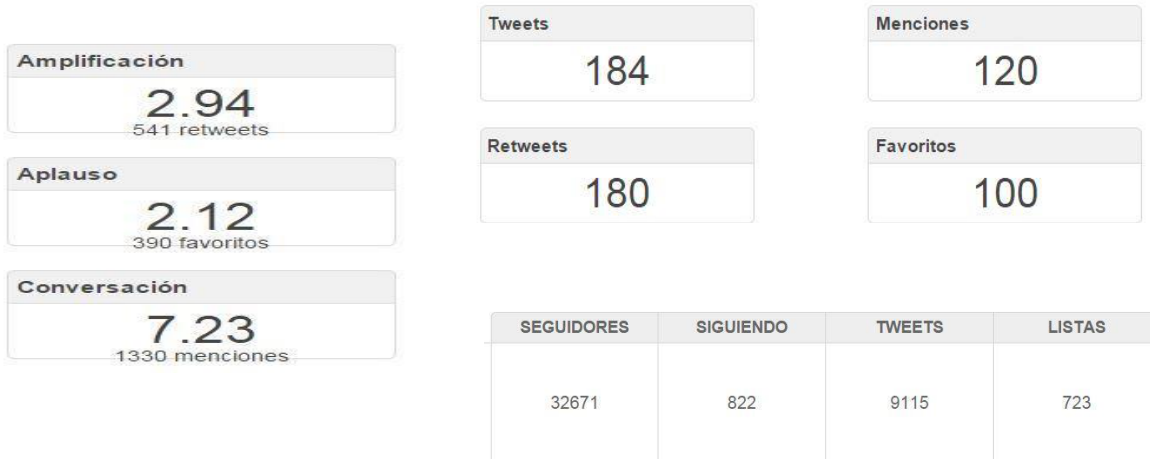 Amplificación
2.94
541 retweets
Aplauso
2.12
390 favoritos
Conversación
7.23
1330 menciones
Tweets
184
Menciones
120
Retweets
180
Favoritos
100
SEGUIDORES SIGUIENDO TWEETS LISTAS
32671 822 9115 723